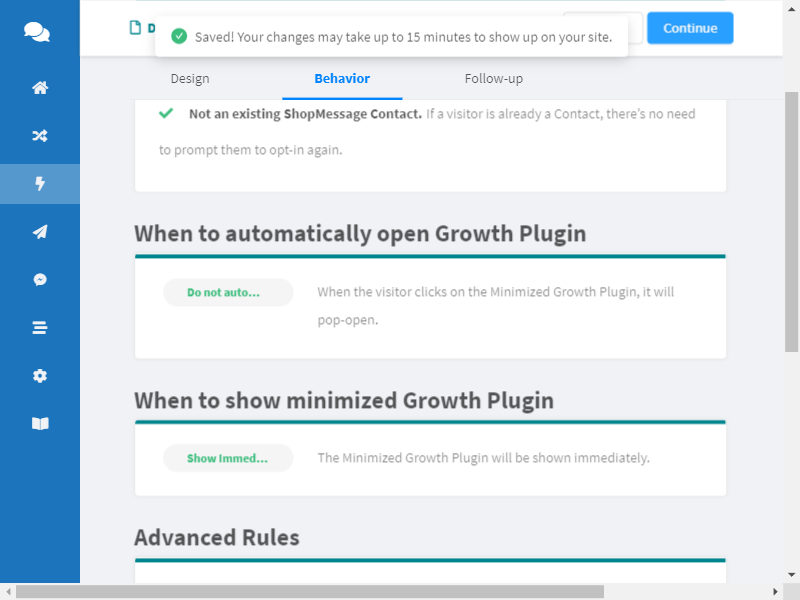 D
Saved! Your changes may take up to 15 minutes to show up on your site.
Continue
Design
Behavior
Follow-up
Not an existing ShopMessage Contact. If a visitor is already a Contact, there's no need
to prompt them to opt-in again.
When to automatically open Growth Plugin
Do not auto...
When the visitor clicks on the Minimized Growth Plugin, it will
pop-open.
When to show minimized Growth Plugin
Show Immed...
The Minimized Growth Plugin will be shown immediately.
Advanced Rules